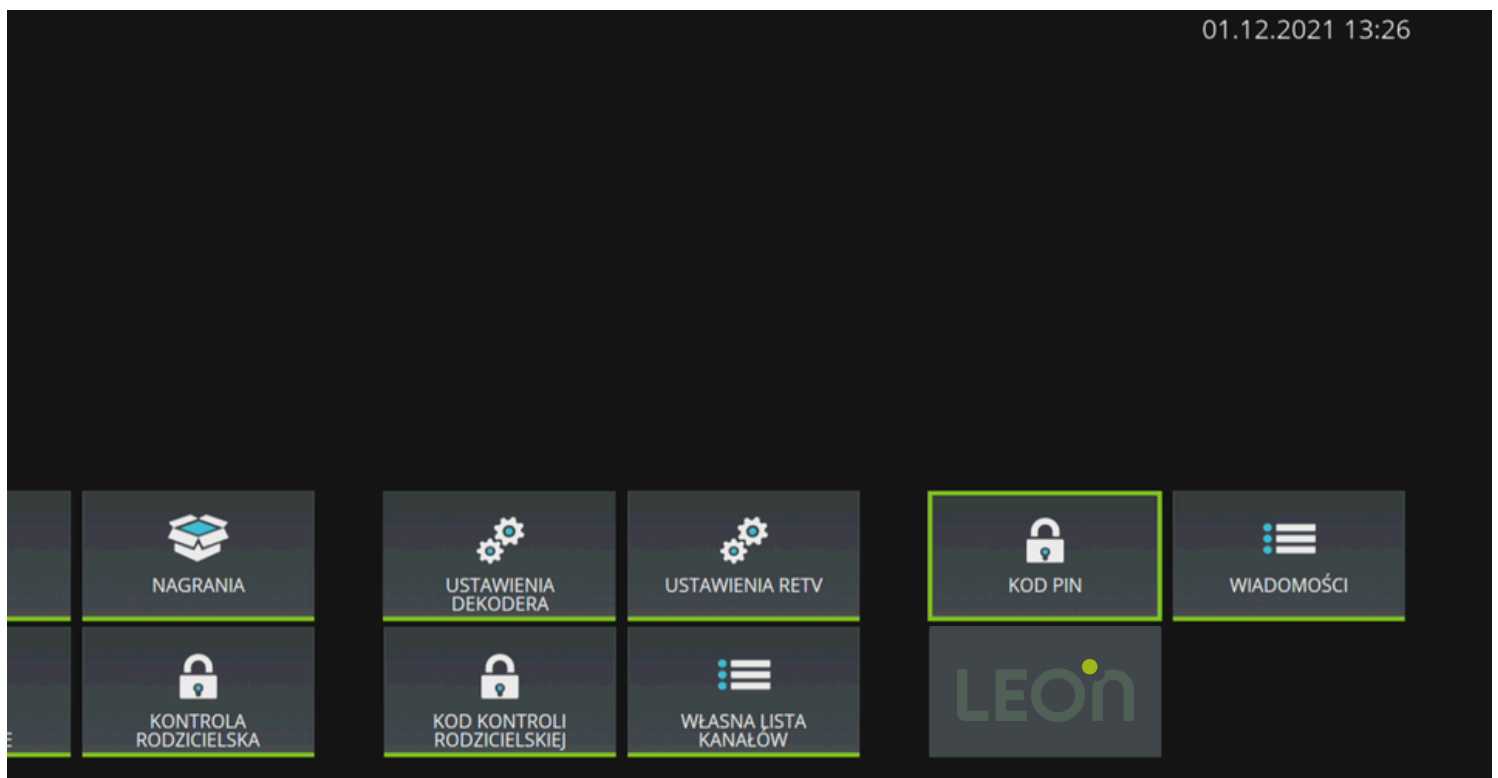 01.12.2021 13:26
NAGRANIA
USTAWIENIA
DEKODERA
USTAWIENIA RETV
KOD PIN
WIADOMOŚCI
E
KONTROLA
RODZICIELSKA
KOD KONTROLI
RODZICIELSKIEJ
WŁASNA LISTA
KANAŁÓW
LEOn